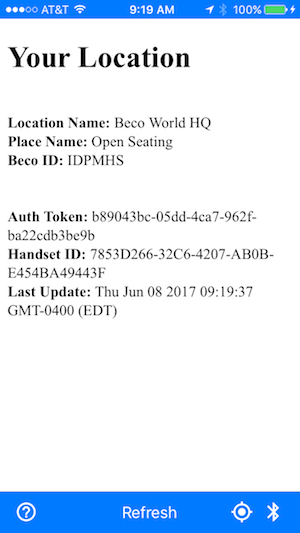 AT&T 9:19 AM 100%
Your Location
Location Name: Beco World HQ
Place Name: Open Seating
Beco ID: IDPMHS
Auth Token: b89043bc-05dd-4ca7-962f-
ba22cdb3be9b
Handset ID: 7853D266-32C6-4207-AB0B-
E454BA49443F
Last Update: Thu Jun 08 2017 09:19:37
GMT-0400 (EDT)
Refresh